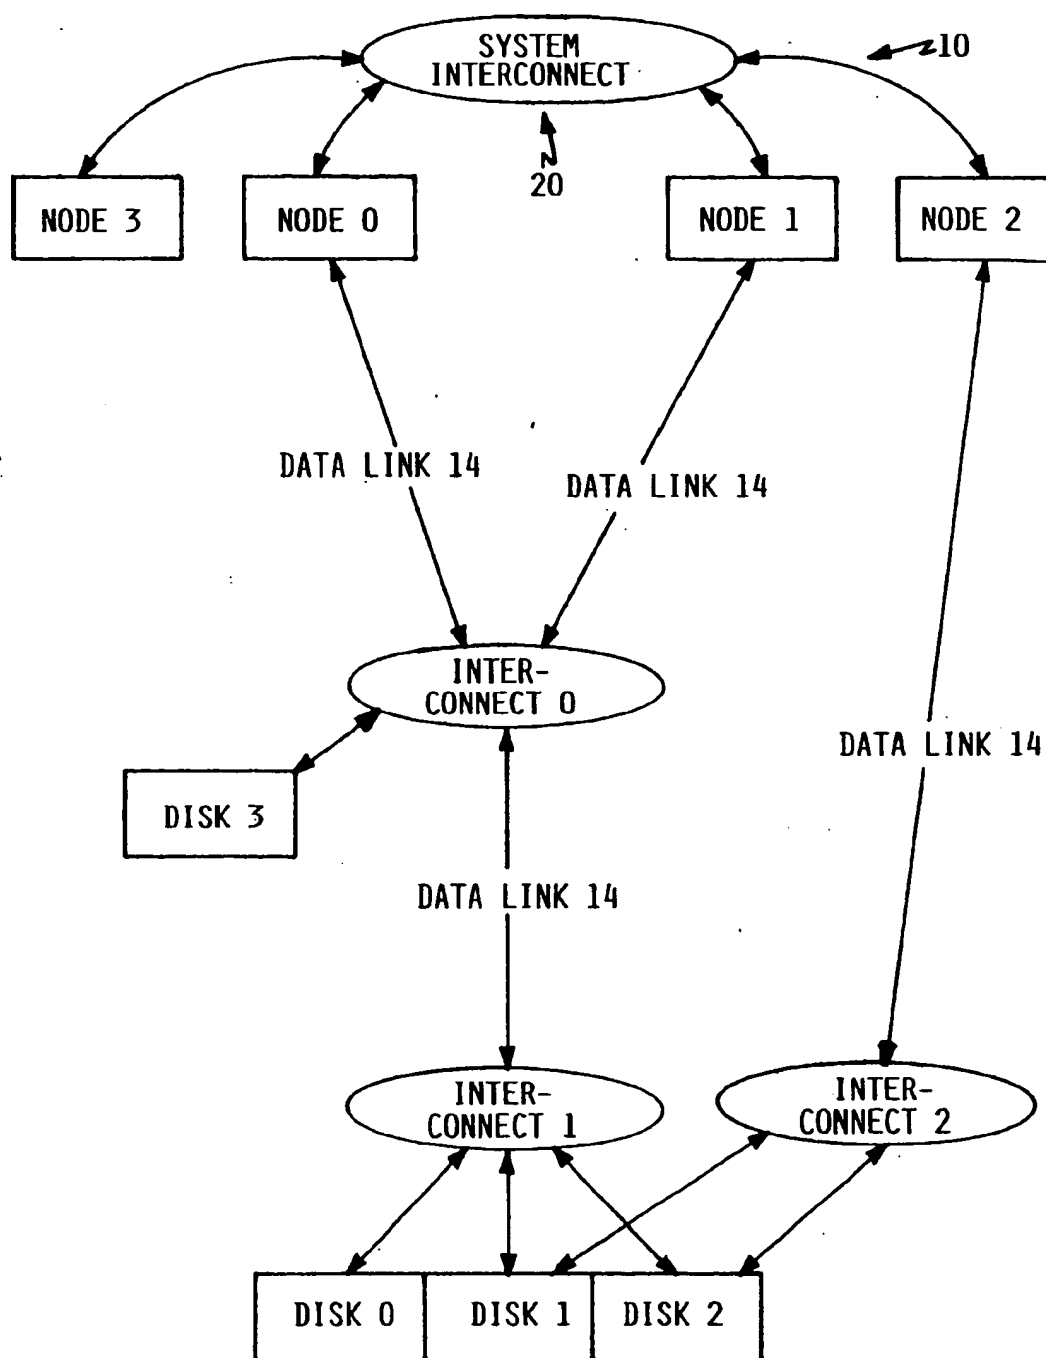 SYSTEM
INTERCONNECT
10
20
NODE 3
NODE 0
NODE 1
NODE 2
DATA LINK 14
DATA LINK 14
INTER-
CONNECT 0
DATA LINK 14
DISK 3
DATA LINK 14
INTER-
CONNECT 1
INTER-
CONNECT 2
DISK 0
DISK 1
DISK 2